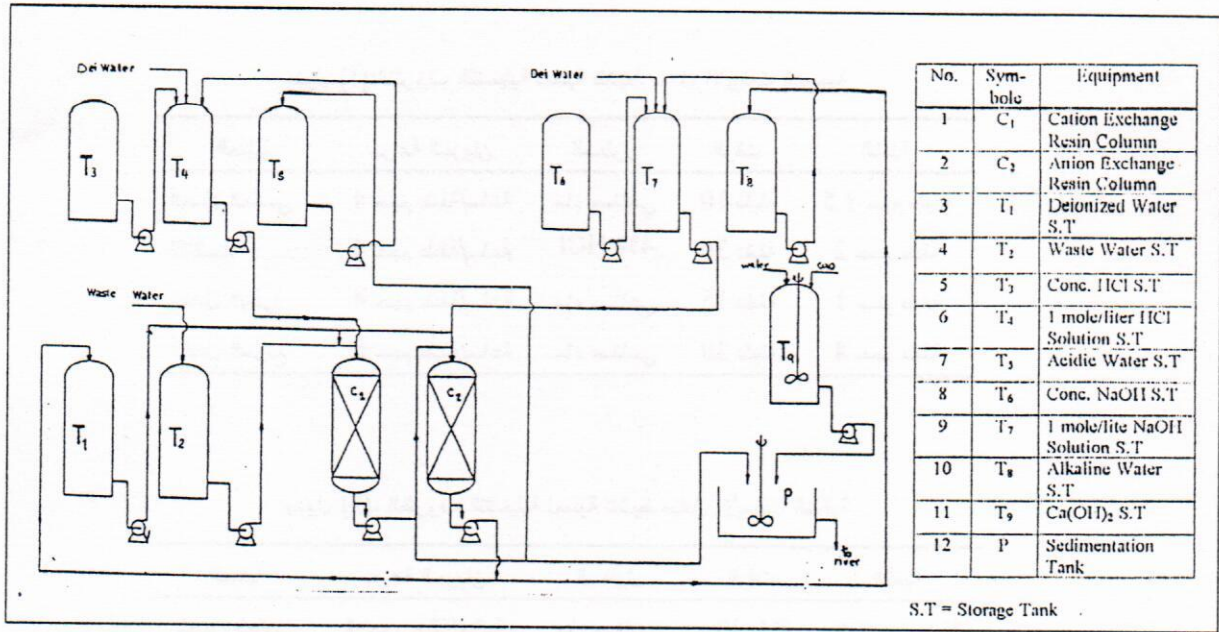 Dei Water
Dei Water
T3
T4
T5
T6
T7
T8
water
T9
Waste Water
T1
T2
C1
C2
P
to
river
No.
Sym-
bole
Equipment
1
C₁
Cation Exchange
Resin Column
2
C₂
Anion Exchange
Resin Column
3
T₁
Deionized Water
S.T
4
T₂
Waste Water S.T
5
T₃
Conc. HCl S.T
6
T₄
1 mole/liter HCl
Solution S.T
7
T₅
Acidic Water S.T
8
T₆
Conc. NaOH S.T
9
T₇
1 mole/lite NaOH
Solution S.T
10
T₈
Alkaline Water
S.T
11
T₉
Ca(OH)₂ S.T
12
P
Sedimentation
Tank
S.T = Storage Tank